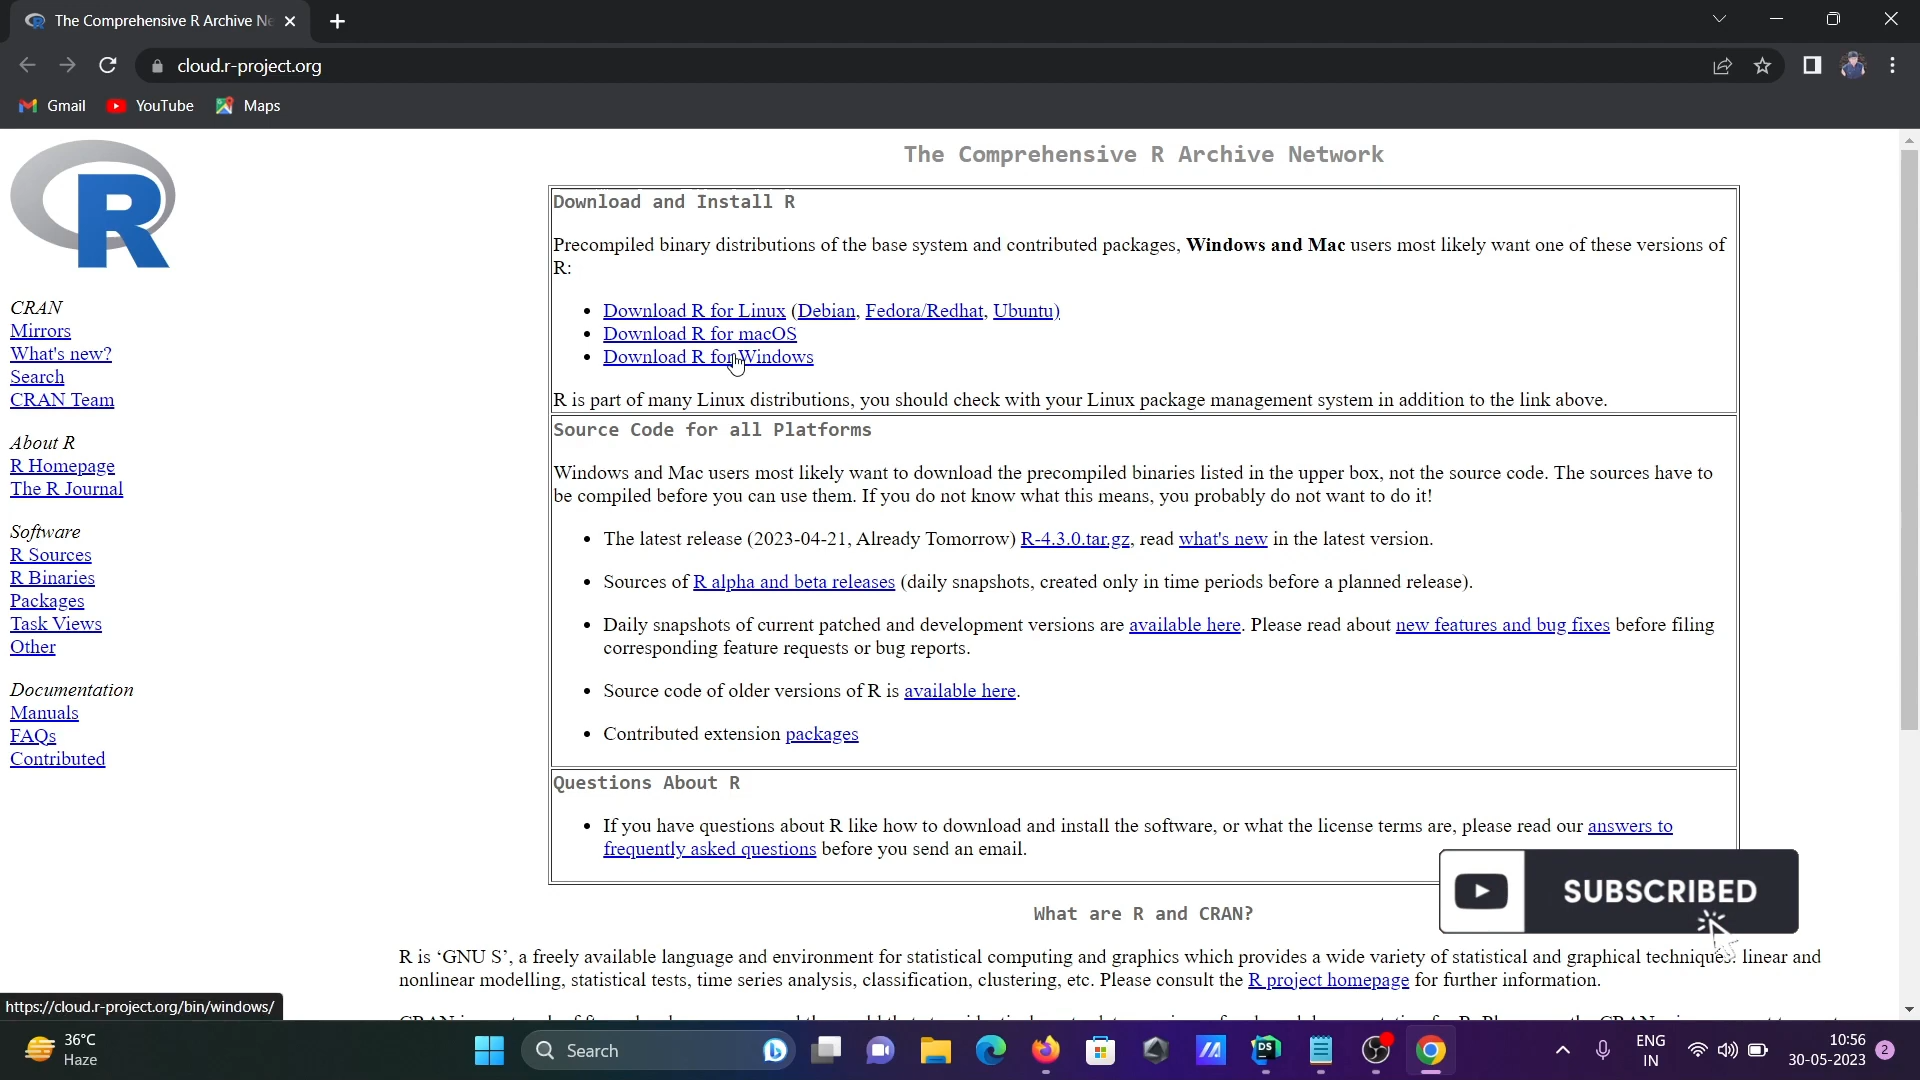 The Comprehensive R Archive Ne
cloud.r-project.org
Gmail YouTube Maps
The Comprehensive R Archive Network
R
CRAN
Mirrors
What's new?
Search
CRAN Team
About R
R Homepage
The R Journal
Software
R Sources
R Binaries
Packages
Task Views
Other
Documentation
Manuals
FAQs
Contributed
Download and Install R
Precompiled binary distributions of the base system and contributed packages, Windows and Mac users most likely want one of these versions of
R:
Download R for Linux (Debian, Fedora/Redhat, Ubuntu)
Download R for macOS
Download R for Windows
R is part of many Linux distributions, you should check with your Linux package management system in addition to the link above.
Source Code for all Platforms
Windows and Mac users most likely want to download the precompiled binaries listed in the upper box, not the source code. The sources have to
be compiled before you can use them. If you do not know what this means, you probably do not want to do it!
The latest release (2023-04-21, Already Tomorrow) R-4.3.0.tar.gz, read what's new in the latest version.
Sources of R alpha and beta releases (daily snapshots, created only in time periods before a planned release).
Daily snapshots of current patched and development versions are available here. Please read about new features and bug fixes before filing
corresponding feature requests or bug reports.
Source code of older versions of R is available here.
Contributed extension packages
Questions About R
If you have questions about R like how to download and install the software, or what the license terms are, please read our answers to
frequently asked questions before you send an email.
SUBSCRIBED
What are R and CRAN?
R is ‘GNU S’, a freely available language and environment for statistical computing and graphics which provides a wide variety of statistical and graphical techniques: linear and
nonlinear modelling, statistical tests, time series analysis, classification, clustering, etc. Please consult the R project homepage for further information.
https://cloud.r-project.org/bin/windows/
36°C
Haze
Search
DS
ENG
IN
10:56
30-05-2023
2